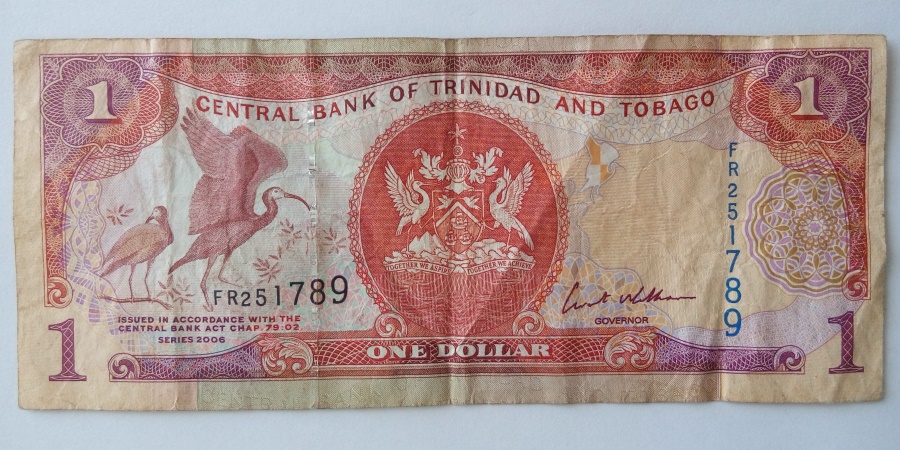 1
1
CENTRAL BANK OF TRINIDAD AND TOBAGO
FR251789
TOGETHER WE ASPIRE TOGETHER WE ACHIEVE
FR251789
GOVERNOR
ISSUED IN ACCORDANCE WITH THE
CENTRAL BANK ACT CHAP. 79:02
SERIES 2006
1
ONE DOLLAR
1